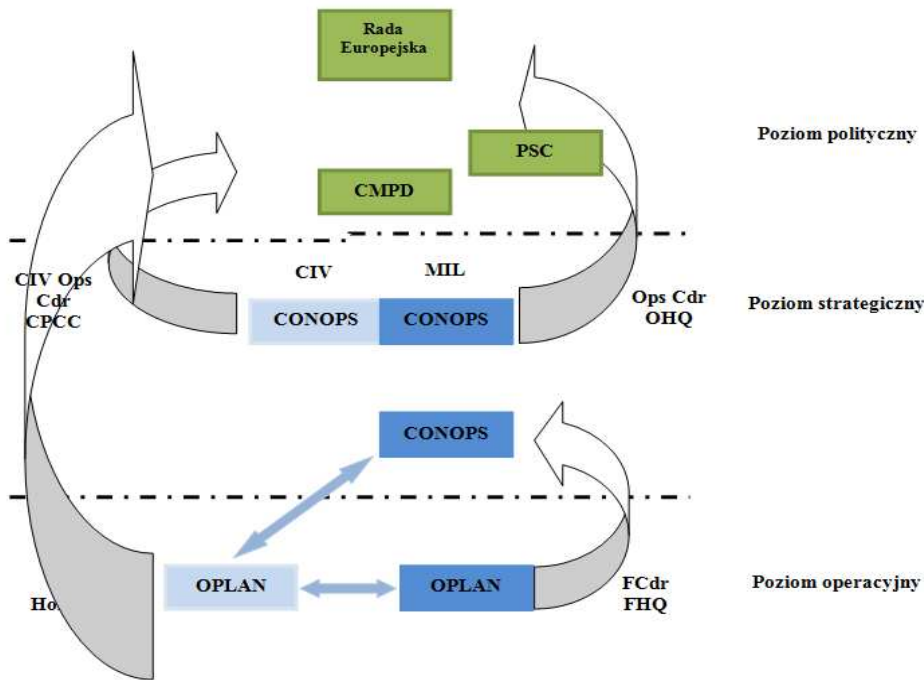 Rada
Europejska
Poziom polityczny
PSC
CMPD
CIV
MIL
CIV Ops
Cdr
CPCC
CONOPS
CONOPS
Ops Cdr
OHQ
Poziom strategiczny
CONOPS
OPLAN
OPLAN
FCdr
FHQ
Poziom operacyjny